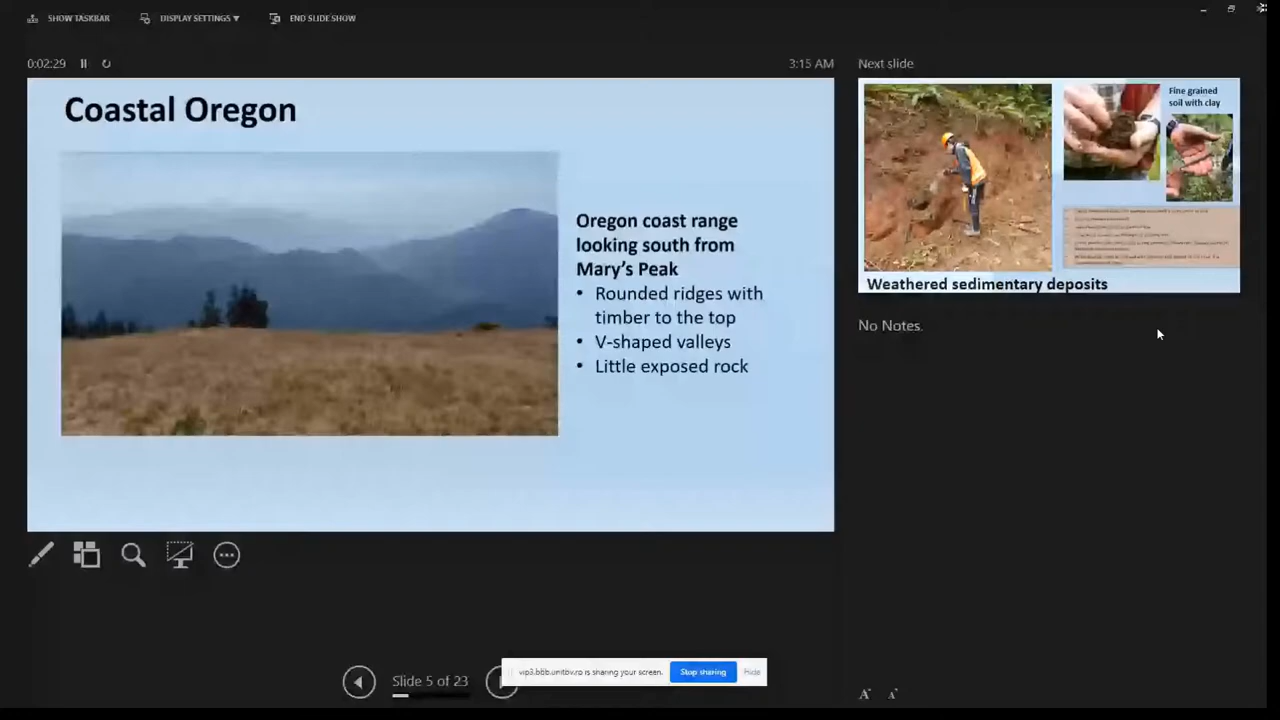 SHOW TASKBAR DISPLAY SETTINGS ▼ END SLIDE SHOW
0:02:29 3:15 AM
Coastal Oregon
Oregon coast range
looking south from
Mary's Peak
• Rounded ridges with
timber to the top
• V-shaped valleys
• Little exposed rock
Next slide
Fine grained
soil with clay
Weathered sedimentary deposits
No Notes.
Slide 5 of 23
vip3.bbb.unitbv.ro is sharing your screen. Stop sharing Hide
A A